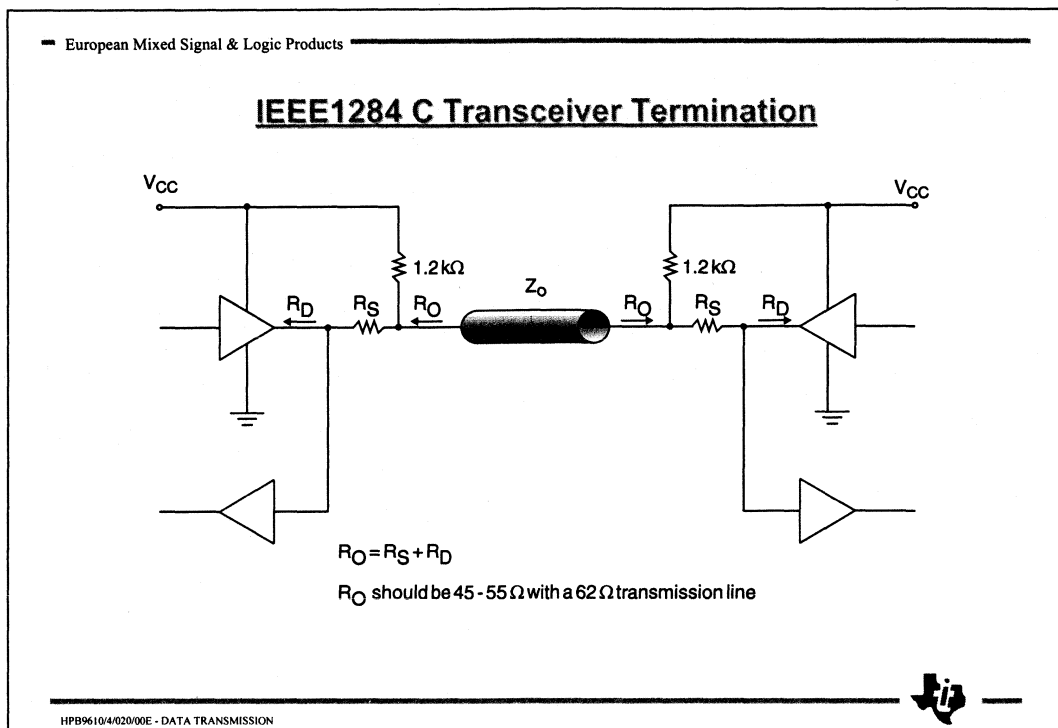 European Mixed Signal & Logic Products
IEEE1284 C Transceiver Termination
VCC
VCC
1.2kΩ
1.2kΩ
Zo
RD
RS
RO
RO
RS
RD
RO = RS + RD
RO should be 45 - 55 Ω with a 62 Ω transmission line
HPB9610/4/020/00E - DATA TRANSMISSION